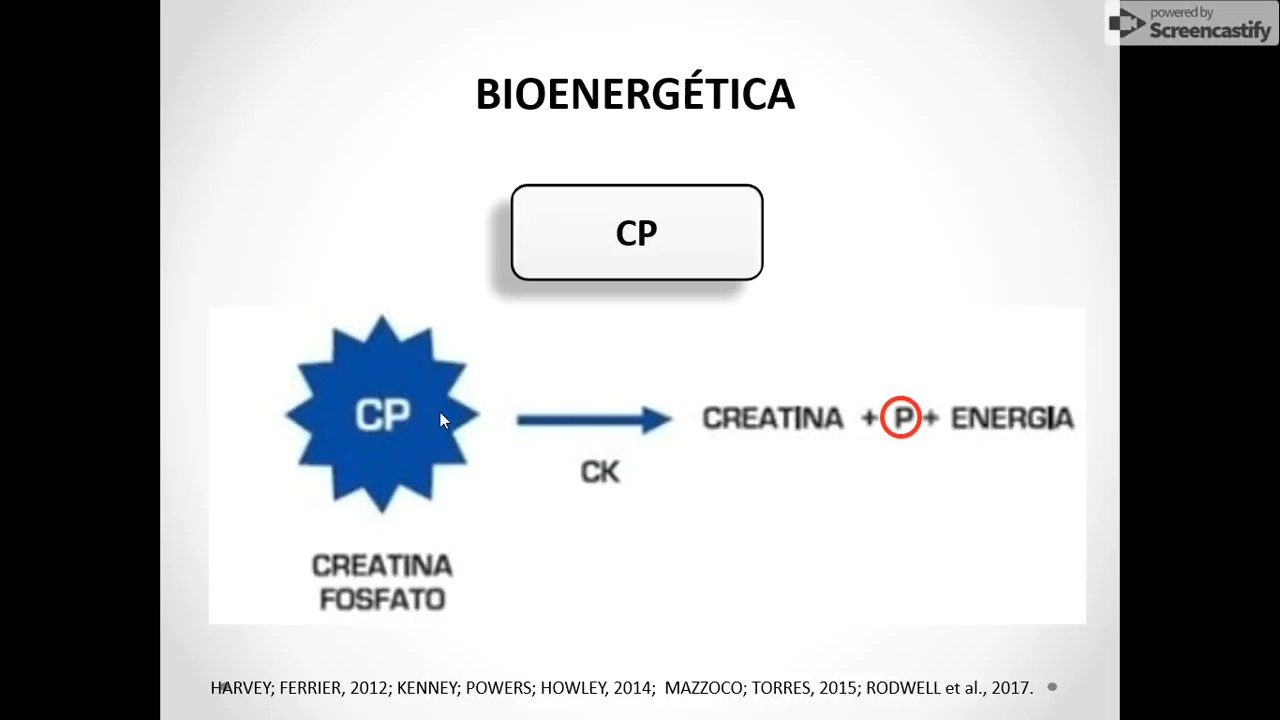 powered by
Screencastify
BIOENERGÉTICA
CP
CP
CREATINA + P + ENERGIA
CK
CREATINA
FOSFATO
HARVEY; FERRIER, 2012; KENNEY; POWERS; HOWLEY, 2014; MAZZOCO; TORRES, 2015; RODWELL et al., 2017.